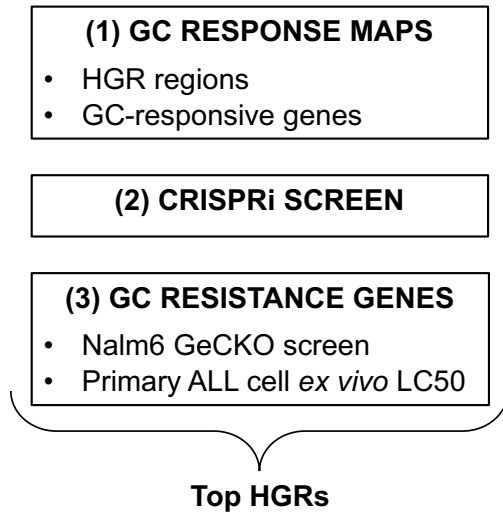 (1) GC RESPONSE MAPS
• HGR regions
• GC-responsive genes
(2) CRISPRi SCREEN
(3) GC RESISTANCE GENES
• Nalm6 GeCKO screen
• Primary ALL cell ex vivo LC50
Top HGRs